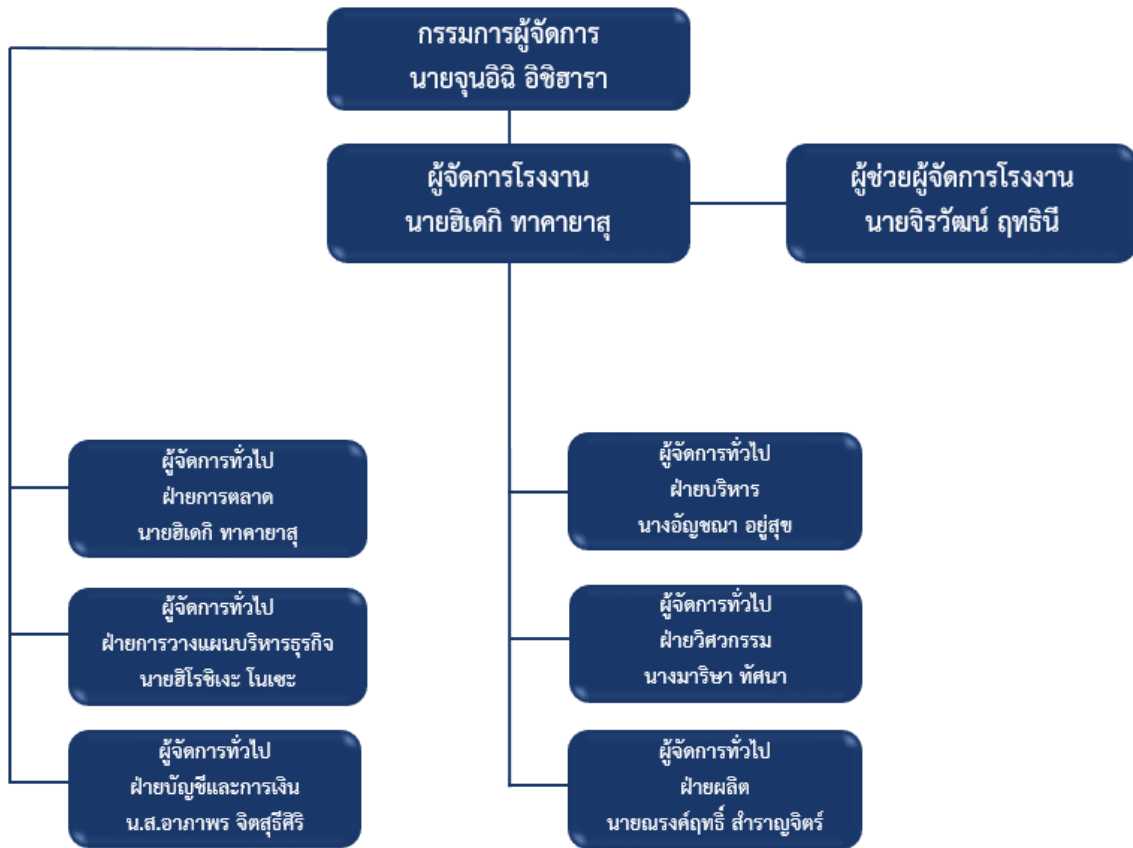 กรรมการผู้จัดการ
นายจุนอิฉิ อิชิฮารา
ผู้จัดการโรงงาน
นายฮิเดกิ ทาคายาสุ
ผู้ช่วยผู้จัดการโรงงาน
นายจิรวัฒน์ ฤทธินี
ผู้จัดการทั่วไป
ฝ่ายการตลาด
นายฮิเดกิ ทาคายาสุ
ผู้จัดการทั่วไป
ฝ่ายการวางแผนบริหารธุรกิจ
นายฮิโรชิเงะ โนเซะ
ผู้จัดการทั่วไป
ฝ่ายบัญชีและการเงิน
น.ส.อาภาพร จิตสุธีศิริ
ผู้จัดการทั่วไป
ฝ่ายบริหาร
นางอัญชณา อยู่สุข
ผู้จัดการทั่วไป
ฝ่ายวิศวกรรม
นางมาริษา ทัศนา
ผู้จัดการทั่วไป
ฝ่ายผลิต
นายณรงค์ฤทธิ์ สำราญจิตร์